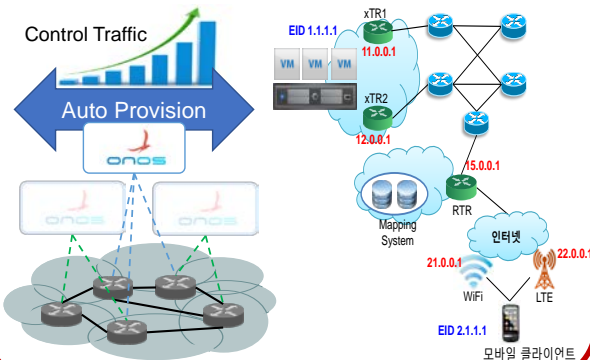 Control Traffic
Auto Provision
onos
onos
onos
EID 1.1.1.1
xTR1
11.0.0.1
VM VM VM
xTR2
12.0.0.1
15.0.0.1
Mapping
System
RTR
인터넷
21.0.0.1
22.0.0.1
WiFi
LTE
EID 2.1.1.1
모바일 클라이언트